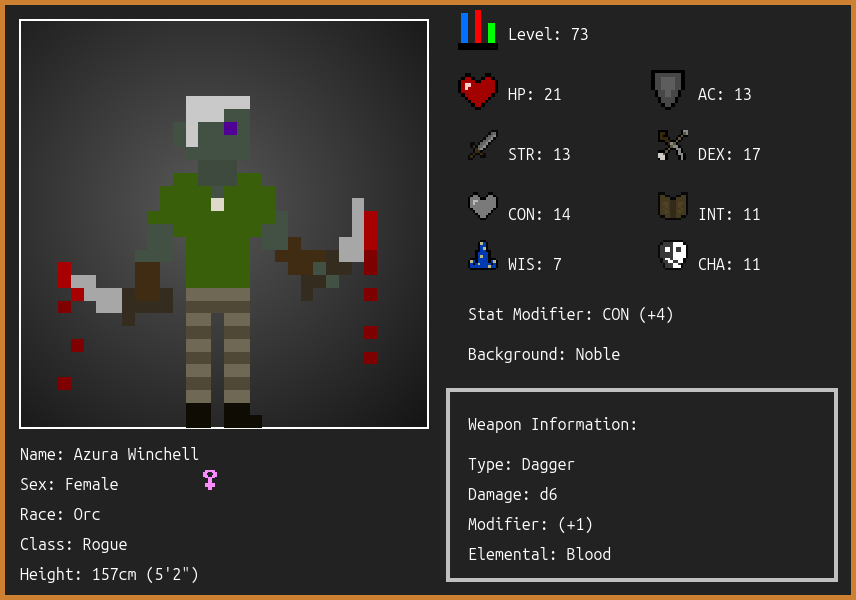 Level: 73
HP: 21
AC: 13
STR: 13
DEX: 17
CON: 14
INT: 11
WIS: 7
CHA: 11
Stat Modifier: CON (+4)
Background: Noble
Weapon Information:
Type: Dagger
Damage: d6
Modifier: (+1)
Elemental: Blood
Name: Azura Winchell
Sex: Female
Race: Orc
Class: Rogue
Height: 157cm (5'2")